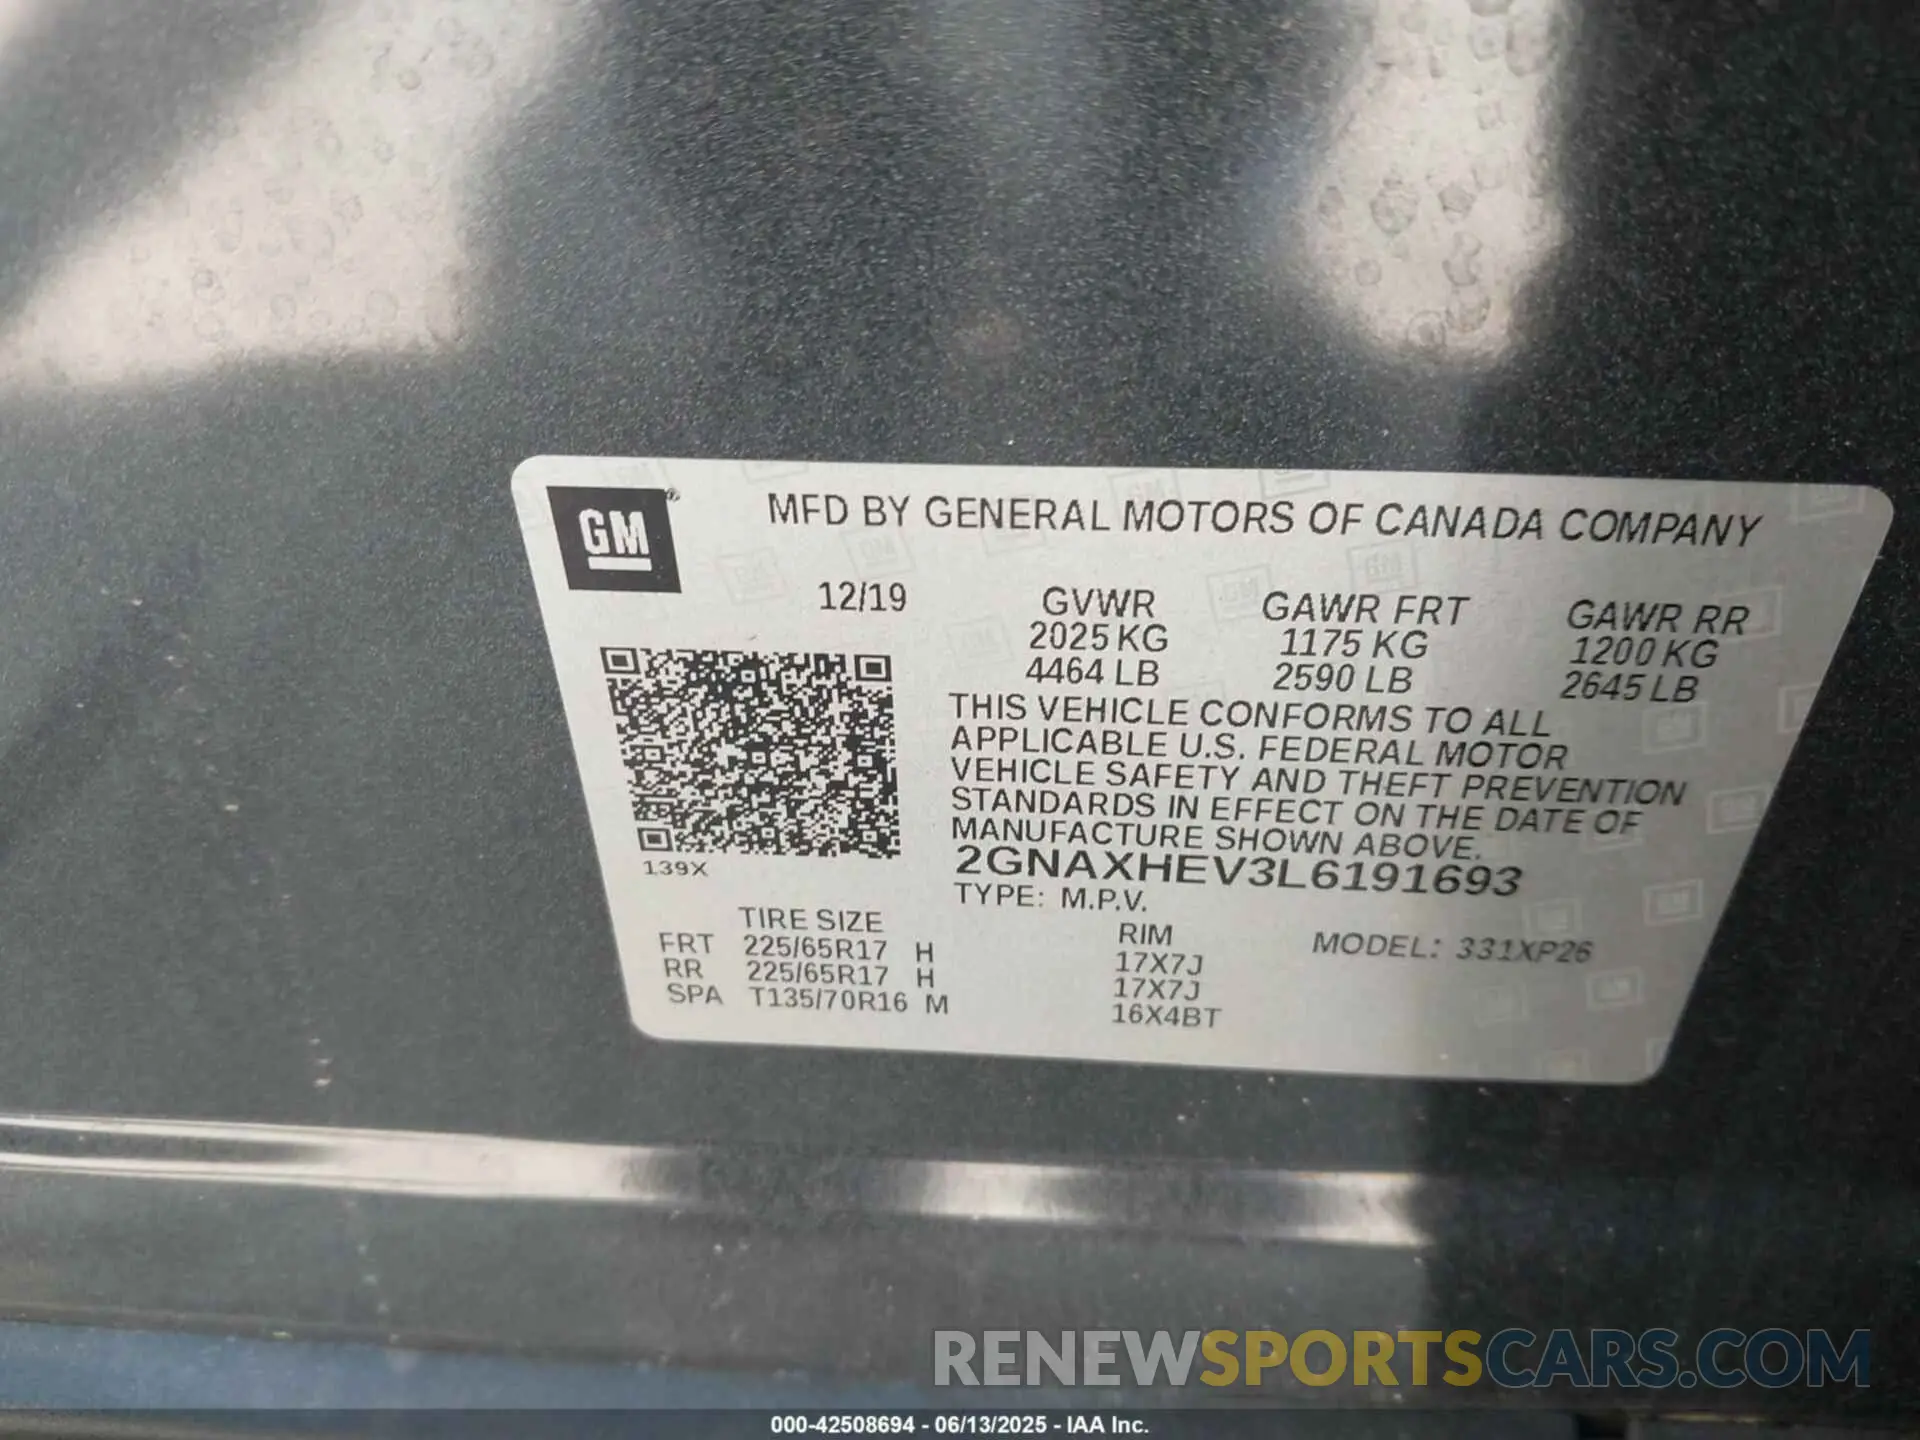 GM
MFD BY GENERAL MOTORS OF CANADA COMPANY
12/19
GVWR GAWR FRT GAWR RR
2025 KG 1175 KG 1200 KG
4464 LB 2590 LB 2645 LB
THIS VEHICLE CONFORMS TO ALL
APPLICABLE U.S. FEDERAL MOTOR
VEHICLE SAFETY AND THEFT PREVENTION
STANDARDS IN EFFECT ON THE DATE OF
MANUFACTURE SHOWN ABOVE.
139X
2GNAXHEV3L6191693
TYPE: M.P.V.
TIRE SIZE RIM MODEL: 331XP26
FRT 225/65R17 H 17X7J
RR 225/65R17 H 17X7J
SPA T135/70R16 M 16X4BT
RENEWSPORTSCARS.COM
000-42508694 - 06/13/2025 - IAA Inc.